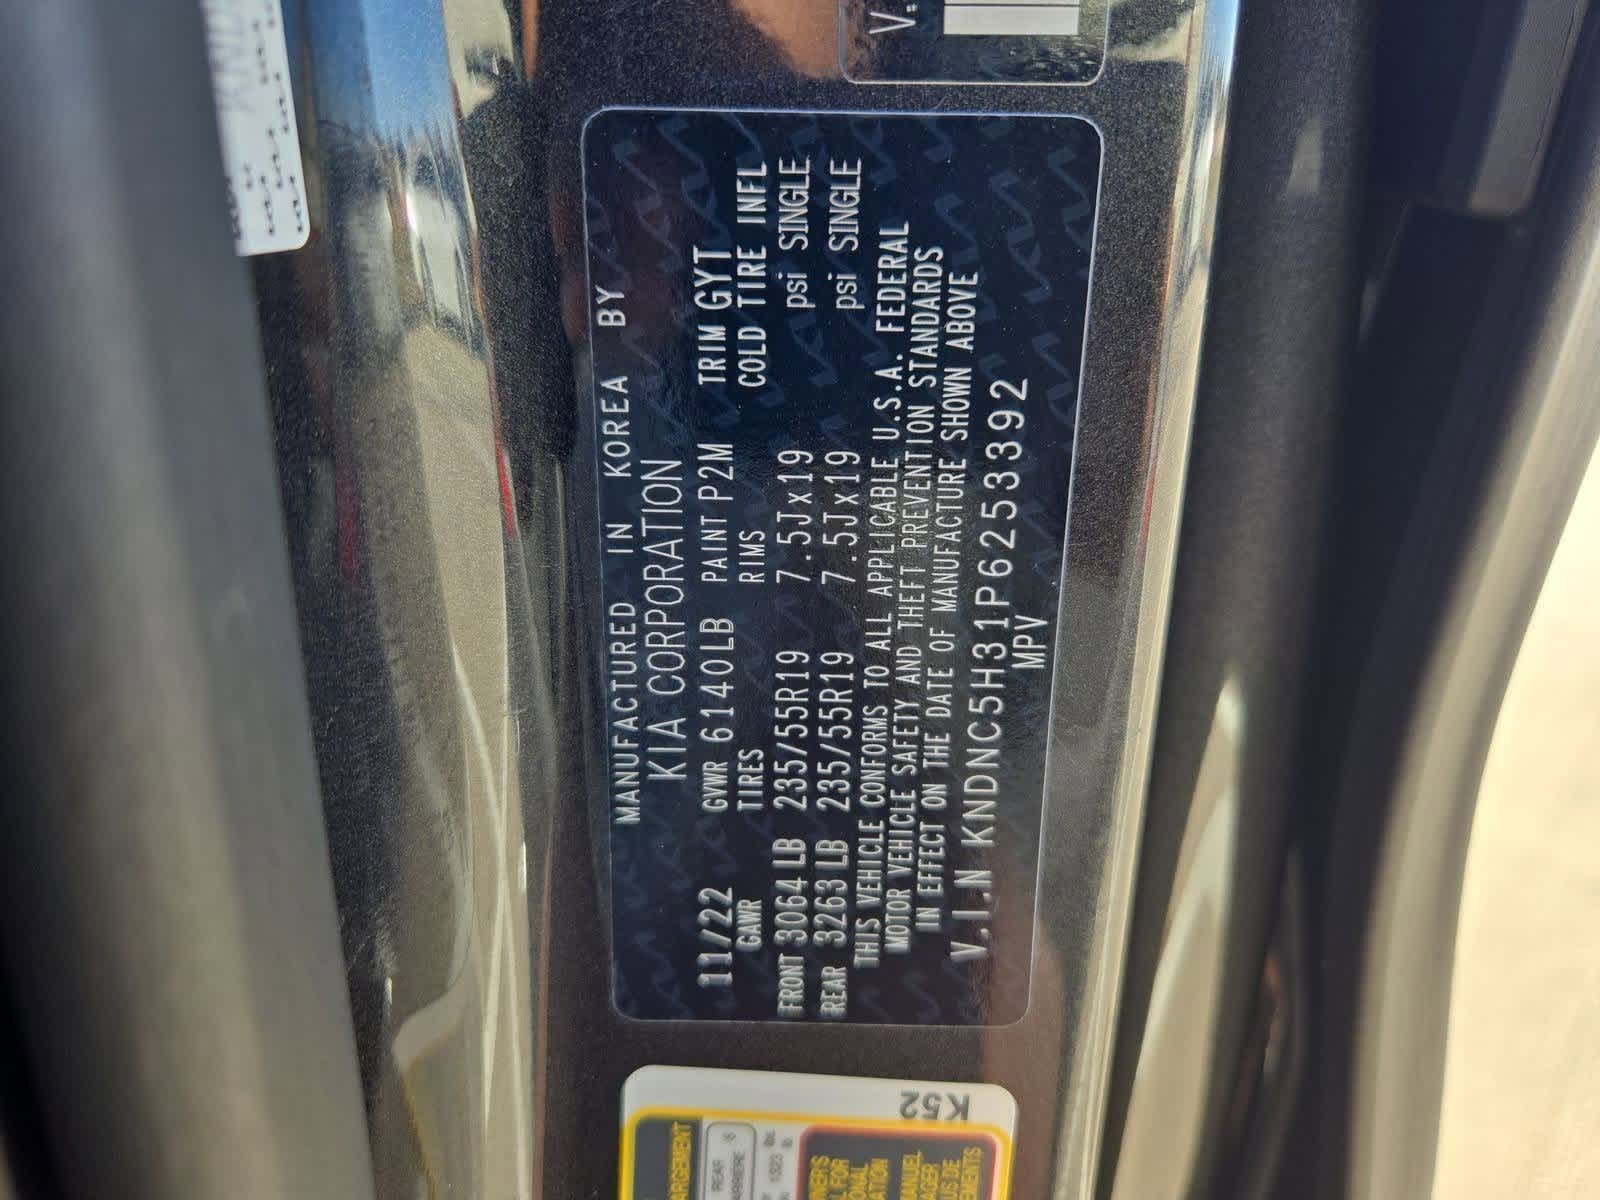 MANUFACTURED IN KOREA BY
KIA CORPORATION
11/22 GVWR 6140LB PAINT P2M TRIM GYT
GAWR TIRES RIMS COLD TIRE INFL
FRONT 3064LB 235/55R19 7.5Jx19 psi SINGLE
REAR 3263LB 235/55R19 7.5Jx19 psi SINGLE
THIS VEHICLE CONFORMS TO ALL APPLICABLE U.S.A. FEDERAL
MOTOR VEHICLE SAFETY AND THEFT PREVENTION STANDARDS
IN EFFECT ON THE DATE OF MANUFACTURE SHOWN ABOVE
V.I.N KNDNC5H31P6253392
MPV
V.
K52
REAR
1323
MANUEL